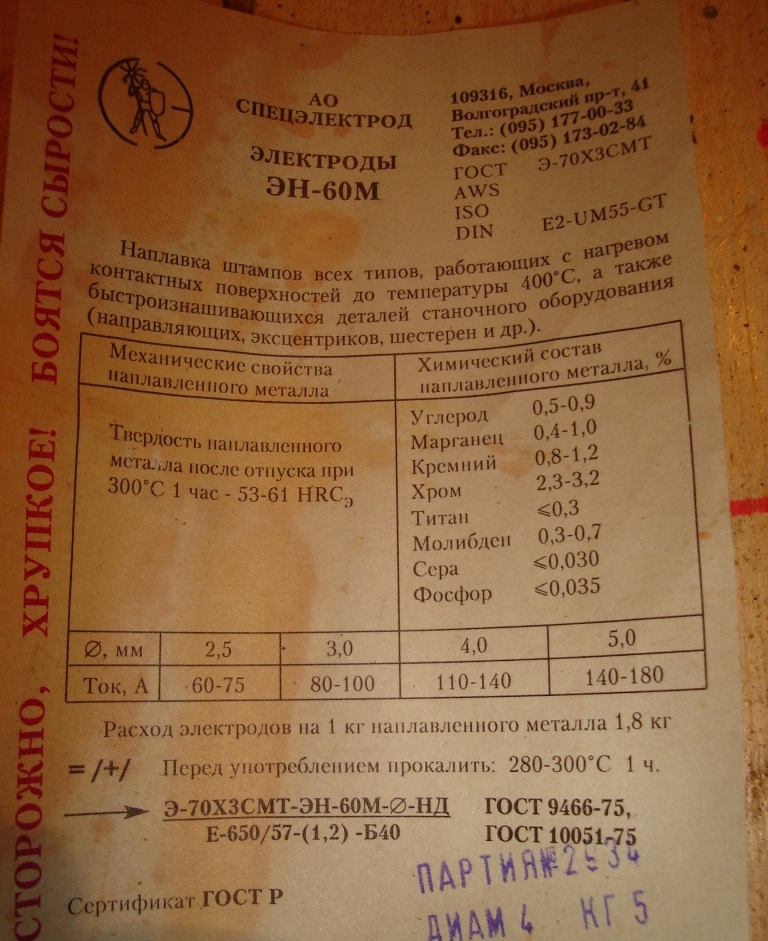 СТОРОЖНО, ХРУПКОЕ! БОЯТСЯ СЫРОСТИ!
АО
СПЕЦЭЛЕКТРОД
ЭЛЕКТРОДЫ
ЭН-60М
109316, Москва,
Волгоградский пр-т, 41
Тел.: (095) 177-00-33
Факс: (095) 173-02-84
ГОСТ Э-70Х3СМТ
AWS
ISO
DIN E2-UM55-GT
Наплавка штампов всех типов, работающих с нагревом
контактных поверхностей до температуры 400°С, а также
быстроизнашивающихся деталей станочного оборудования
(направляющих, эксцентриков, шестерен и др.).
Механические свойства
наплавленного металла
Химический состав
наплавленного металла, %
Твердость наплавленного
металла после отпуска при
300°С 1 час - 53-61 HRCэ
Углерод 0,5-0,9
Марганец 0,4-1,0
Кремний 0,8-1,2
Хром 2,3-3,2
Титан ⩽0,3
Молибден 0,3-0,7
Сера ⩽0,030
Фосфор ⩽0,035
∅, мм 2,5 3,0 4,0 5,0
Ток, А 60-75 80-100 110-140 140-180
Расход электродов на 1 кг наплавленного металла 1,8 кг
= /+/ Перед употреблением прокалить: 280-300°С 1 ч.
Э-70Х3СМТ-ЭН-60М-∅-НД ГОСТ 9466-75,
Е-650/57-(1,2) -Б40 ГОСТ 10051-75
Сертификат ГОСТ Р
ПАРТИЯ№
ДИАМ 4 КГ 5